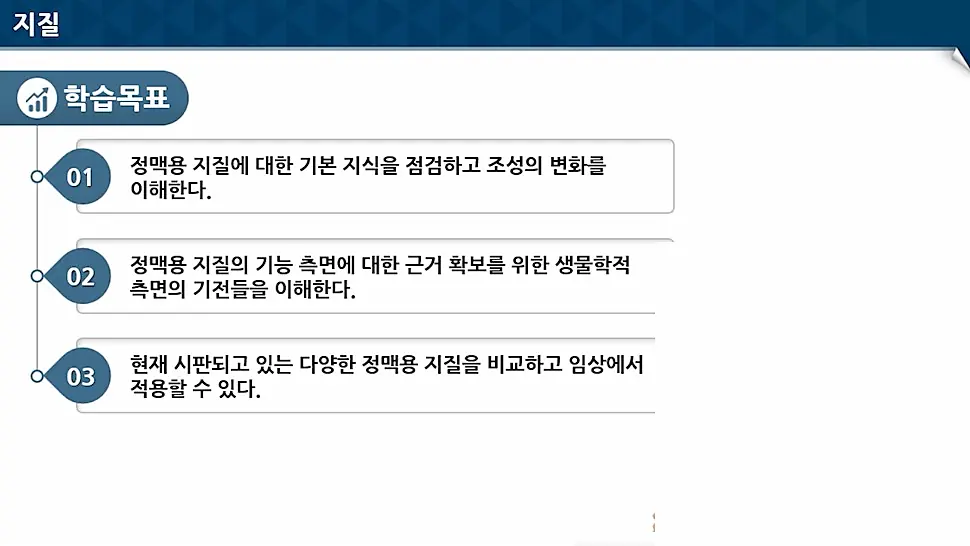 지질
학습목표
01
정맥용 지질에 대한 기본 지식을 점검하고 조성의 변화를
이해한다.
02
정맥용 지질의 기능 측면에 대한 근거 확보를 위한 생물학적
측면의 기전들을 이해한다.
03
현재 시판되고 있는 다양한 정맥용 지질을 비교하고 임상에서
적용할 수 있다.